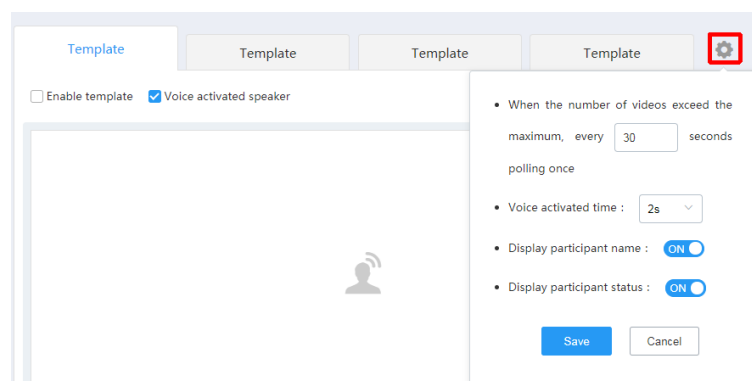 Template Template Template Template
Enable template Voice activated speaker
When the number of videos exceed the
maximum, every 30 seconds
polling once
Voice activated time : 2s
Display participant name : ON
Display participant status : ON
Save Cancel